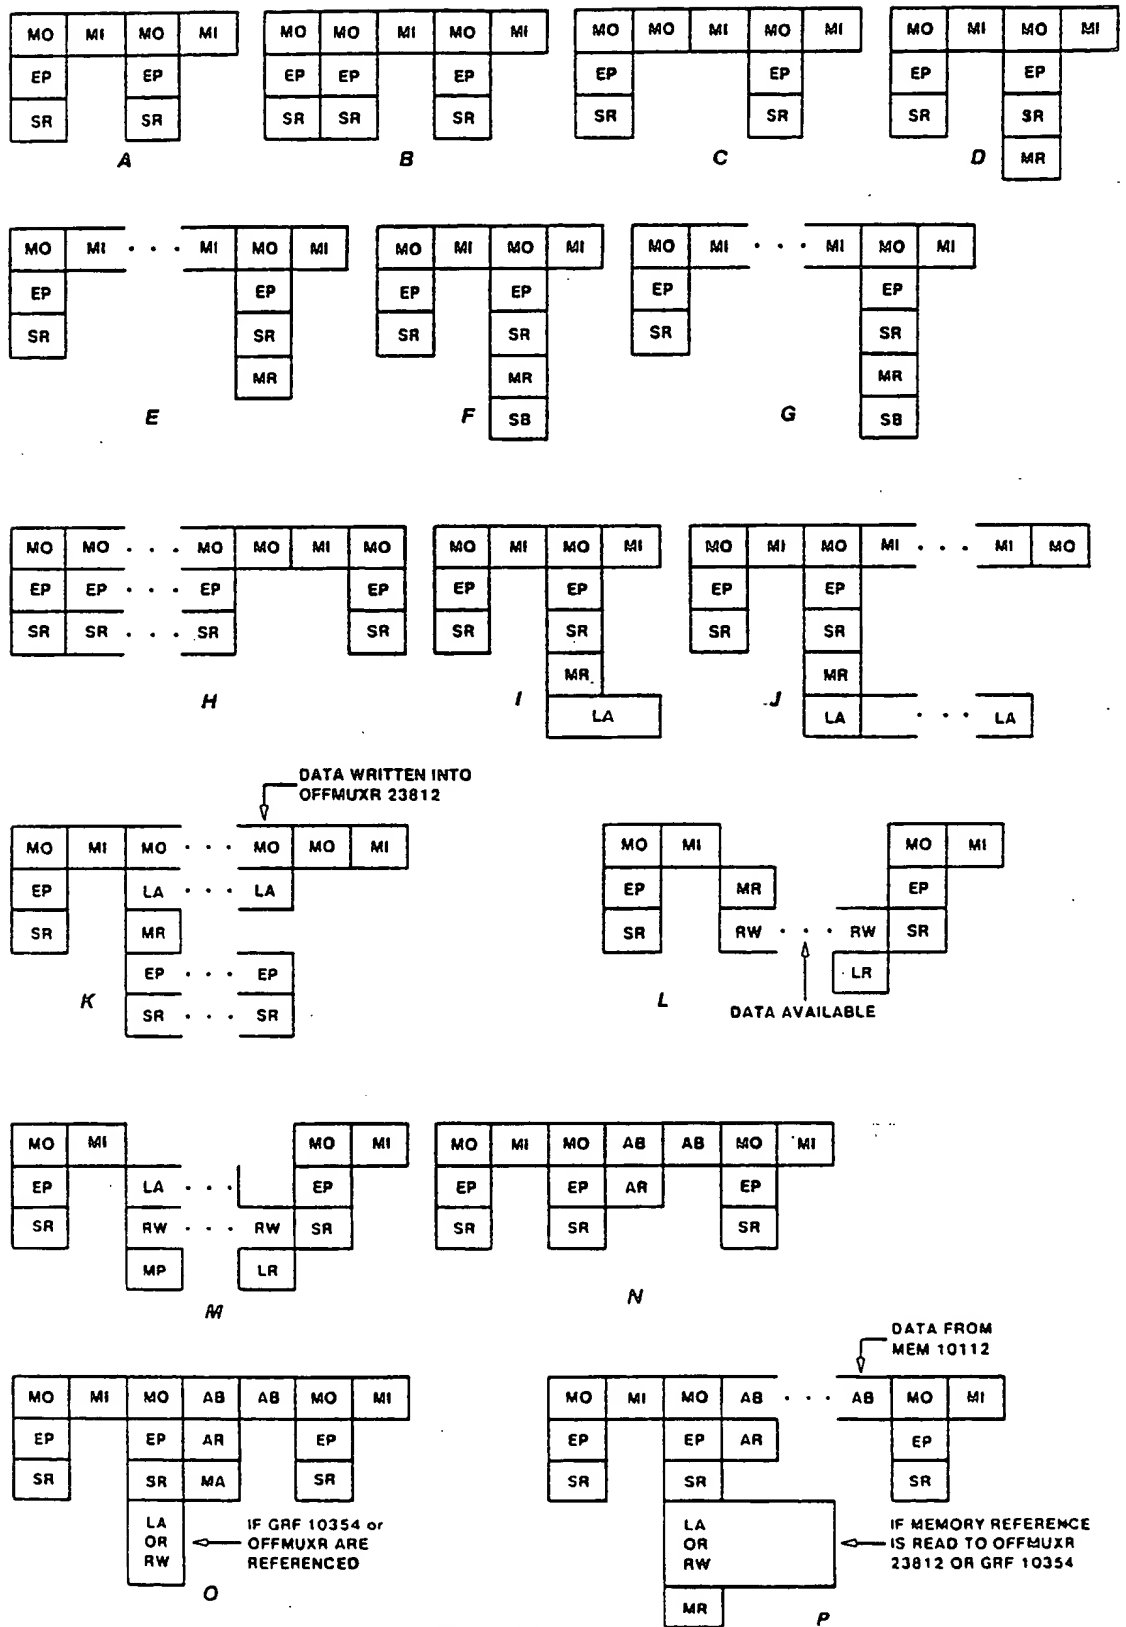 MO MI MO MI
EP EP
SR SR
A
MO MO MI MO MI
EP EP EP
SR SR SR
B
MO MO MI MO MI
EP EP
SR SR
C
MO MI MO MI
EP EP
SR SR
MR
D
MO MI . . . MI MO MI
EP EP
SR SR
MR
E
MO MI MO MI
EP EP
SR SR
MR
SB
F
MO MI . . . MI MO MI
EP EP
SR SR
MR
SB
G
MO MO . . . MO MO MI MO
EP EP . . . EP EP
SR SR . . . SR SR
H
MO MI MO MI
EP EP
SR SR
MR
LA
I
MO MI MO MI . . . MI MO
EP EP
SR SR
MR
LA . . . LA
J
DATA WRITTEN INTO
OFFMUXR 23812
MO MI MO . . . MO MO MI
EP LA . . . LA
SR MR
EP . . . EP
SR . . . SR
K
MO MI MO MI
EP MR EP
SR RW . . . RW SR
LR
L
DATA AVAILABLE
MO MI MO MI
EP LA . . . EP
SR RW . . . RW SR
MP LR
M
MO MI MO AB AB MO MI
EP EP AR EP
SR SR SR
N
MO MI MO AB AB MO MI
EP EP AR EP
SR SR MA SR
LA
OR
RW
IF GRF 10354 or
OFFMUXR ARE
REFERENCED
O
DATA FROM
MEM 10112
MO MI MO AB . . . AB MO MI
EP EP AR EP
SR SR SR
LA
OR
RW
IF MEMORY REFERENCE
IS READ TO OFFMUXR
23812 OR GRF 10354
MR
P